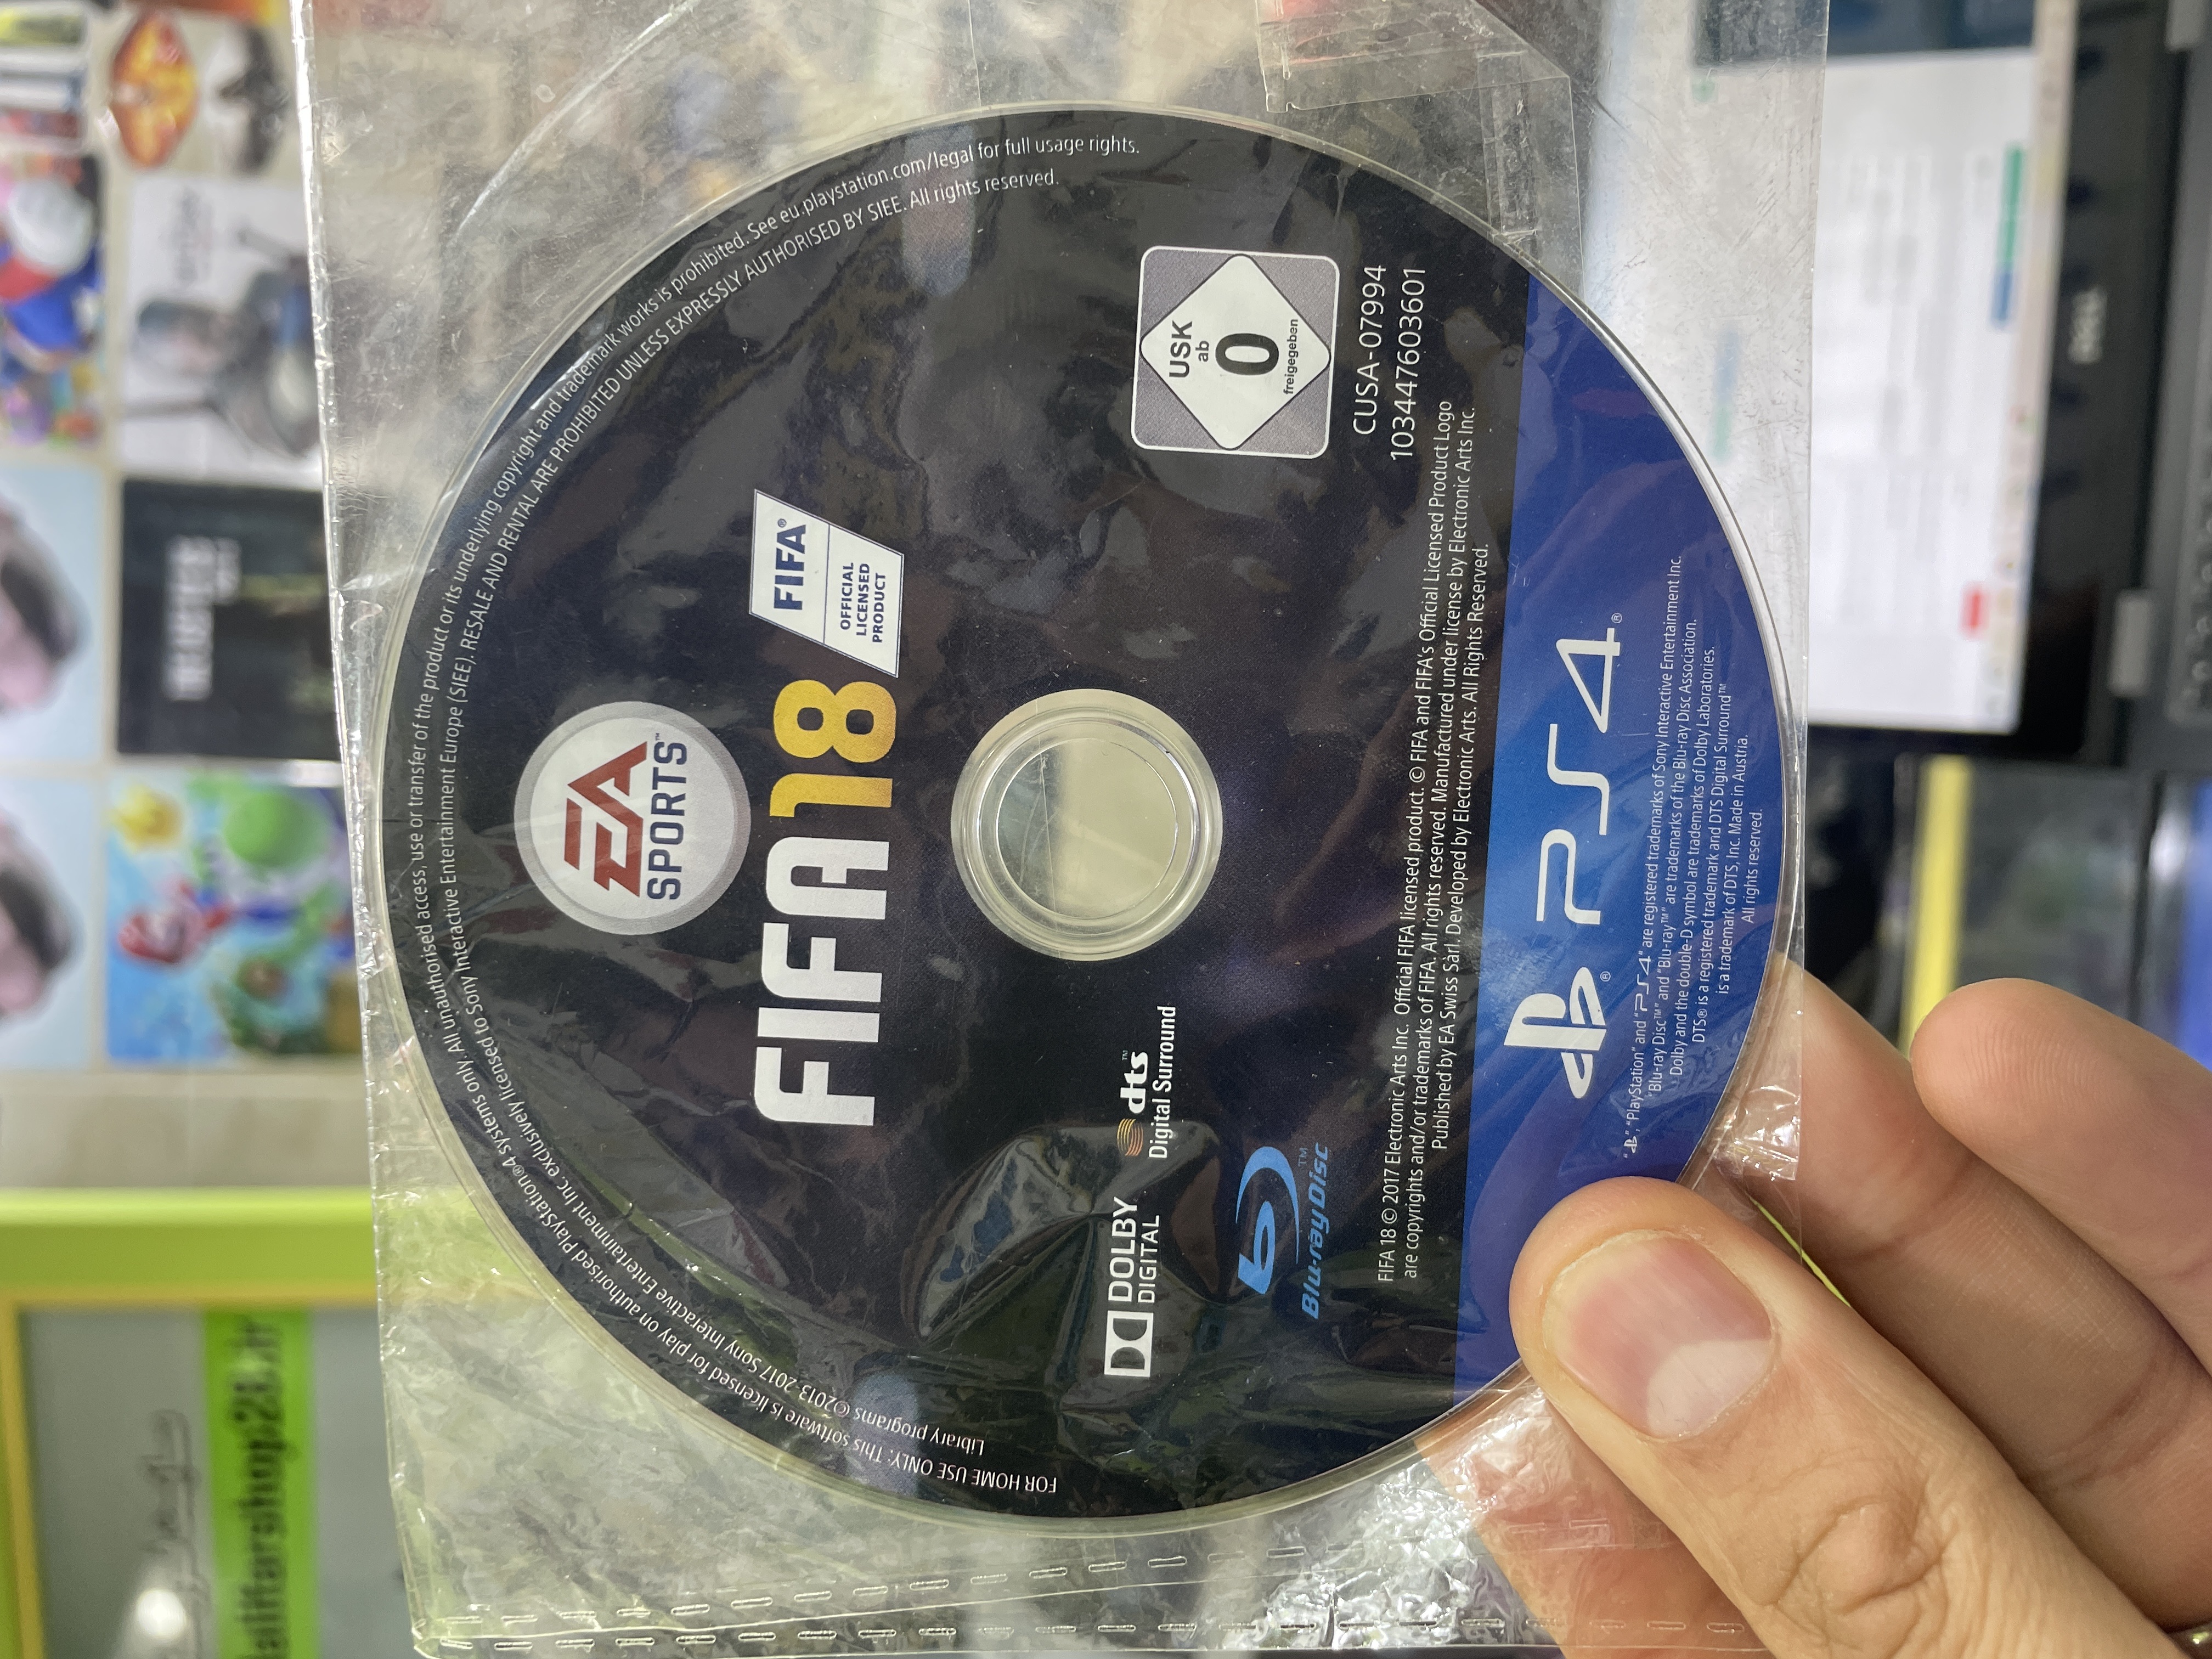 FOR HOME USE ONLY. This software is licensed for play on authorised PlayStation®4 systems only. All unauthorised access, use or transfer of the product or its underlying copyright and trademark works is prohibited. See eu.playstation.com/legal for full usage rights.
Library programs ©2013-2017 Sony Interactive Entertainment Inc. exclusively licensed to Sony Interactive Entertainment Europe (SIEE). RESALE AND RENTAL ARE PROHIBITED UNLESS EXPRESSLY AUTHORISED BY SIEE. All rights reserved.
EA
SPORTS™
FIFA 18
FIFA®
OFFICIAL
LICENSED
PRODUCT
DOLBY
DIGITAL
dts™
Digital Surround
Blu-ray Disc™
USK
ab
0
freigegeben
CUSA-07994
103447603601
FIFA 18 © 2017 Electronic Arts Inc. Official FIFA licensed product. © FIFA and FIFA's Official Licensed Product Logo
are copyrights and/or trademarks of FIFA. All rights reserved. Manufactured under license by Electronic Arts Inc.
Published by EA Swiss Sàrl. Developed by Electronic Arts. All Rights Reserved.
PS4®
®
", "PlayStation" and "PS4" are registered trademarks of Sony Interactive Entertainment Inc.
"Blu-ray Disc™" and "Blu-ray™" are trademarks of the Blu-ray Disc Association.
Dolby and the double-D symbol are trademarks of Dolby Laboratories.
DTS® is a registered trademark and DTS Digital Surround™
is a trademark of DTS, Inc. Made in Austria.
All rights reserved.